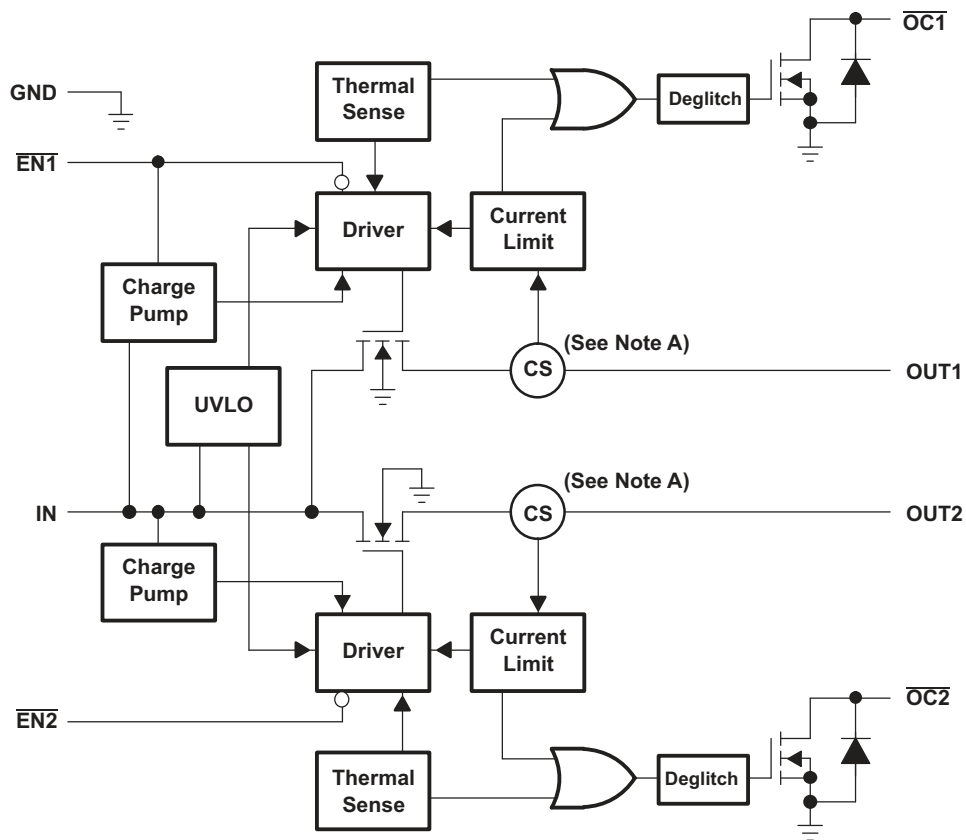 OC1
Thermal
Sense
Deglitch
GND
EN1
Driver
Current
Limit
Charge
Pump
(See Note A)
CS
OUT1
UVLO
(See Note A)
IN
CS
OUT2
Charge
Pump
Driver
Current
Limit
OC2
EN2
Thermal
Sense
Deglitch